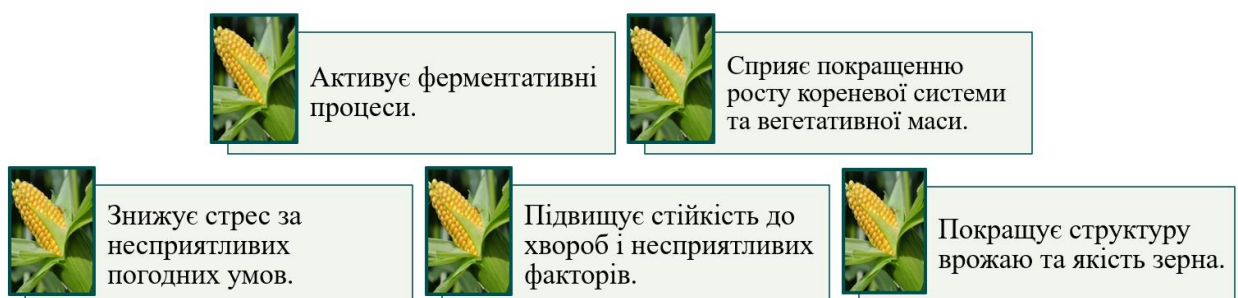 Активує ферментативні
процеси.
Сприяє покращенню
росту кореневої системи
та вегетативної маси.
Знижує стрес за
несприятливих
погодних умов.
Підвищує стійкість до
хвороб і несприятливих
факторів.
Покращує структуру
врожаю та якість зерна.